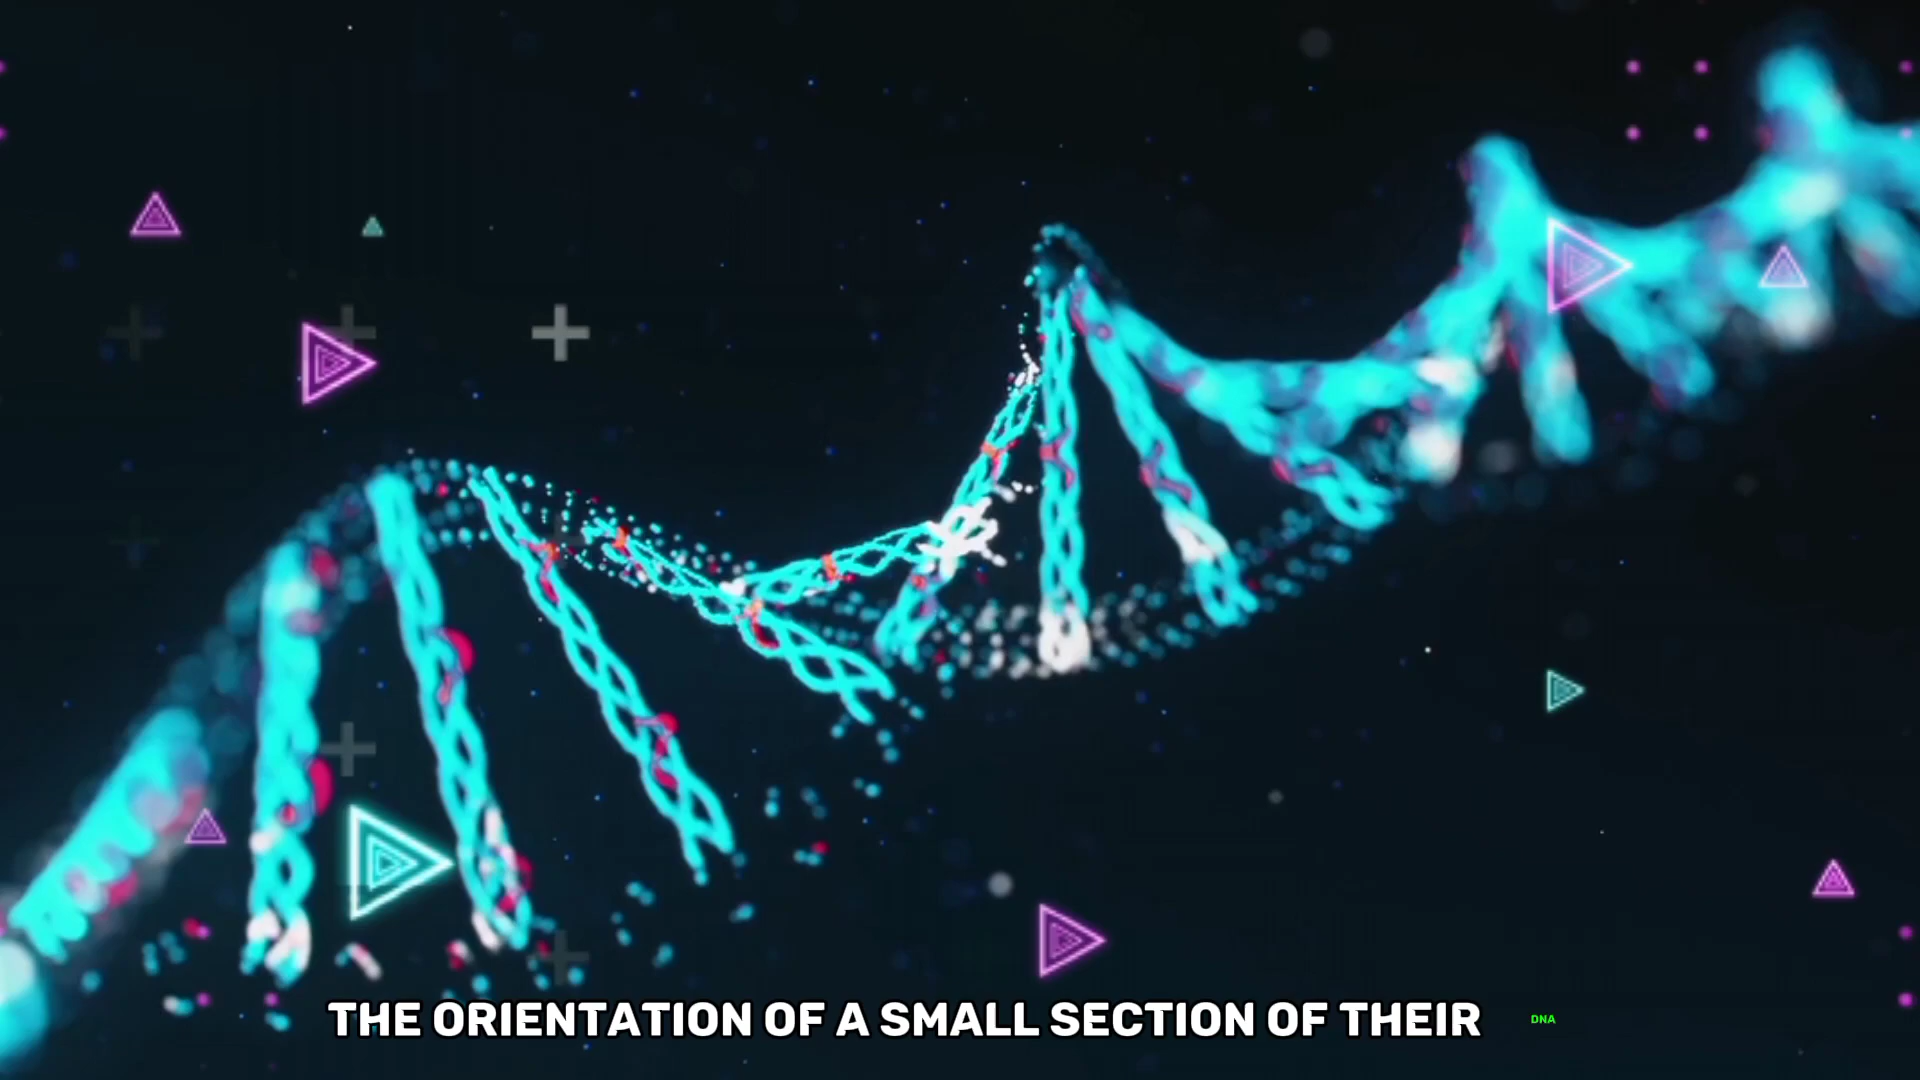 THE ORIENTATION OF A SMALL SECTION OF THEIR DNA